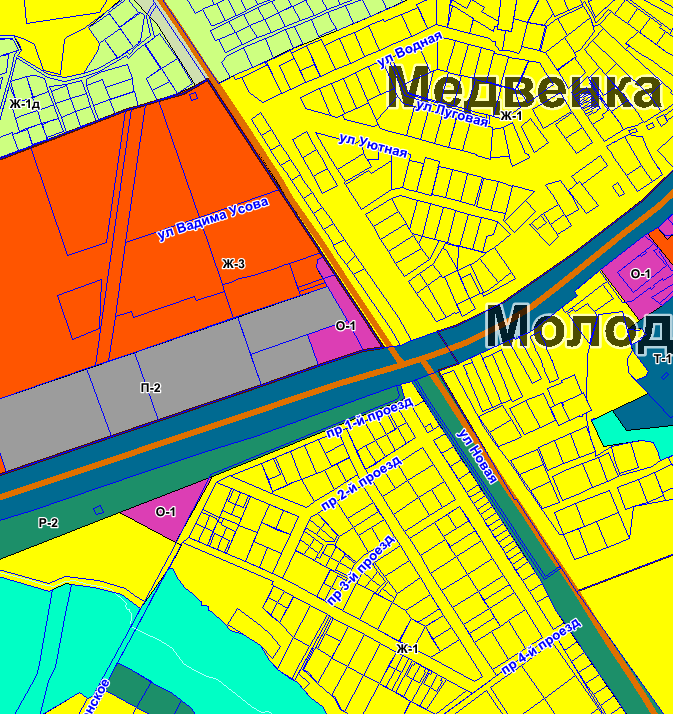 ул Водная
Медвенка
Ж-1д
ул Луговая
Ж-1
ул Уютная
ул Вадима Усова
Ж-3
О-1
О-1
Молод
Т-1
П-2
пр 1-й проезд
ул Новая
пр 2-й проезд
О-1
Р-2
пр 3-й проезд
Ж-1
пр 4-й проезд
нское